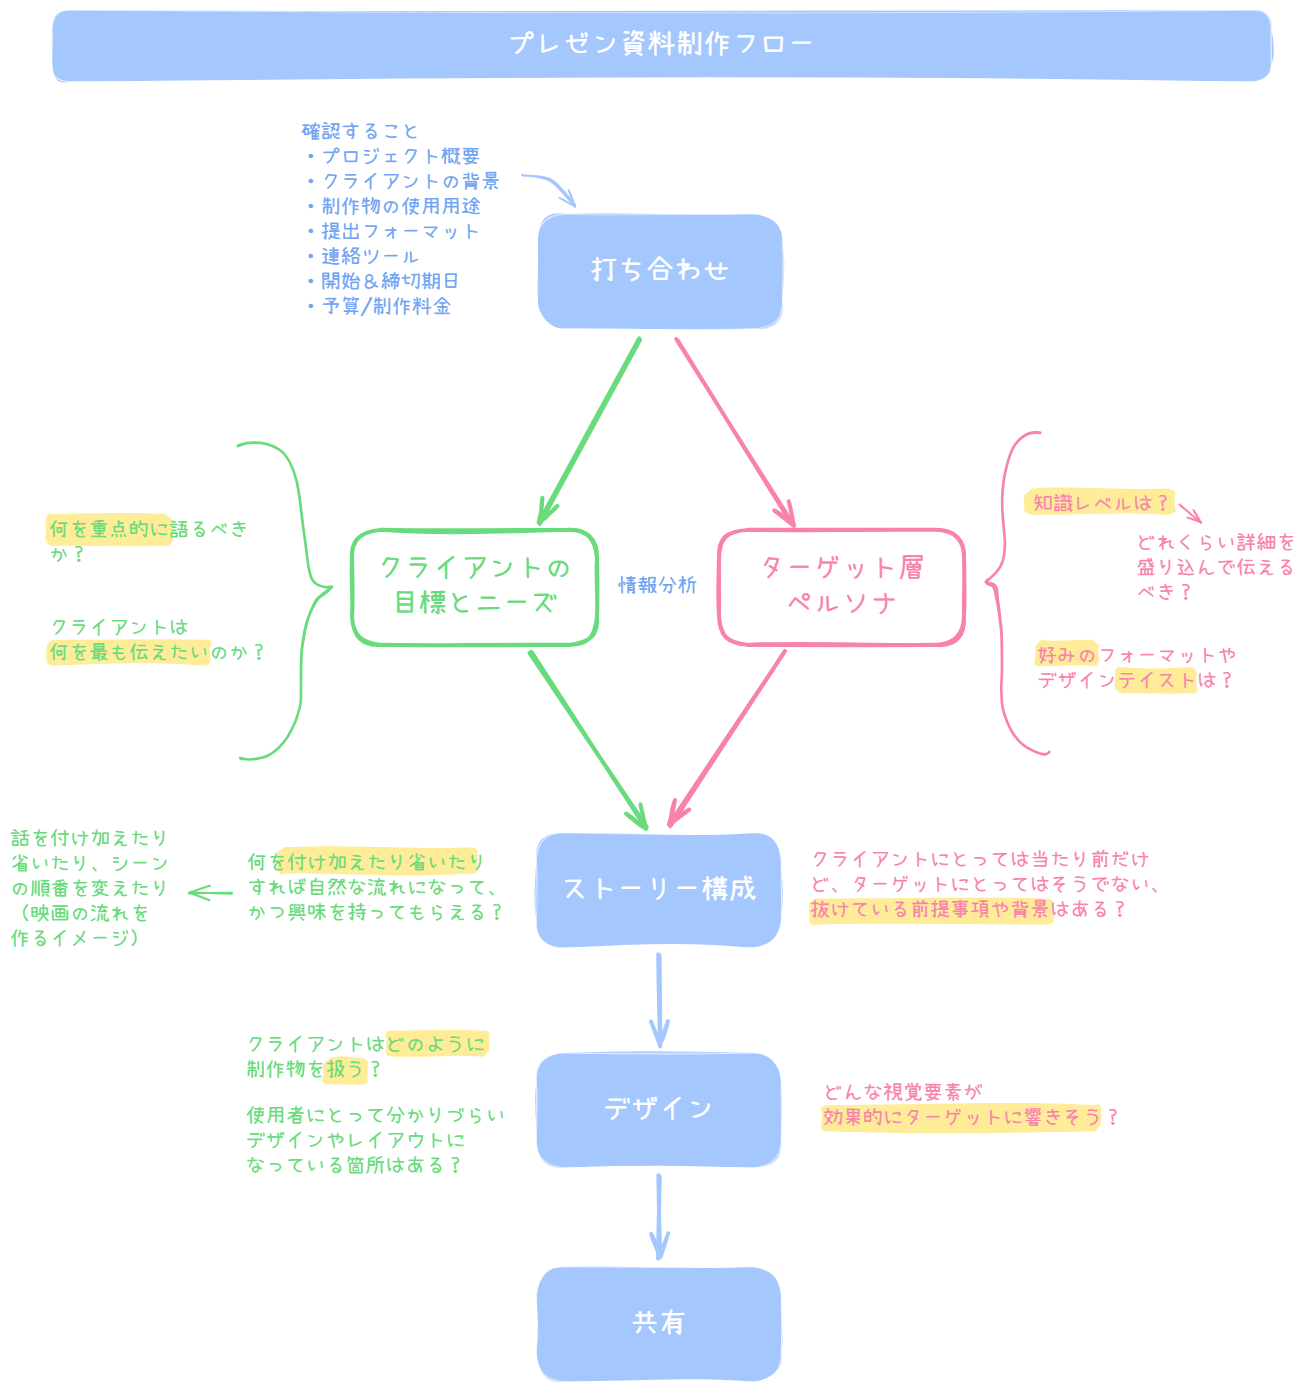 プレゼン資料制作フロー
確認すること
・プロジェクト概要
・クライアントの背景
・制作物の使用用途
・提出フォーマット
・連絡ツール
・開始＆締切期日
・予算/制作料金
打ち合わせ
何を重点的に語るべき
か？
クライアントは
何を最も伝えたいのか？
クライアントの
目標とニーズ
情報分析
ターゲット層
ペルソナ
知識レベルは？
どれくらい詳細を
盛り込んで伝える
べき？
好みのフォーマットや
デザインテイストは？
話を付け加えたり
省いたり、シーン
の順番を変えたり
（映画の流れを
作るイメージ）
何を付け加えたり省いたり
すれば自然な流れになって、
かつ興味を持ってもらえる？
ストーリー構成
クライアントにとっては当たり前だけ
ど、ターゲットにとってはそうでない、
抜けている前提事項や背景はある？
クライアントはどのように
制作物を扱う？
使用者にとって分かりづらい
デザインやレイアウトに
なっている箇所はある？
デザイン
どんな視覚要素が
効果的にターゲットに響きそう？
共有